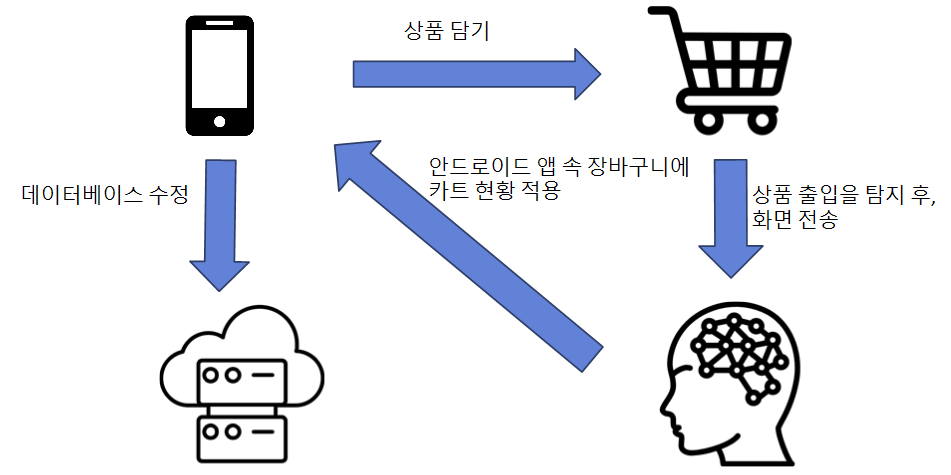 상품 담기
안드로이드 앱 속 장바구니에
카트 현황 적용
데이터베이스 수정
상품 출입을 탐지 후,
화면 전송